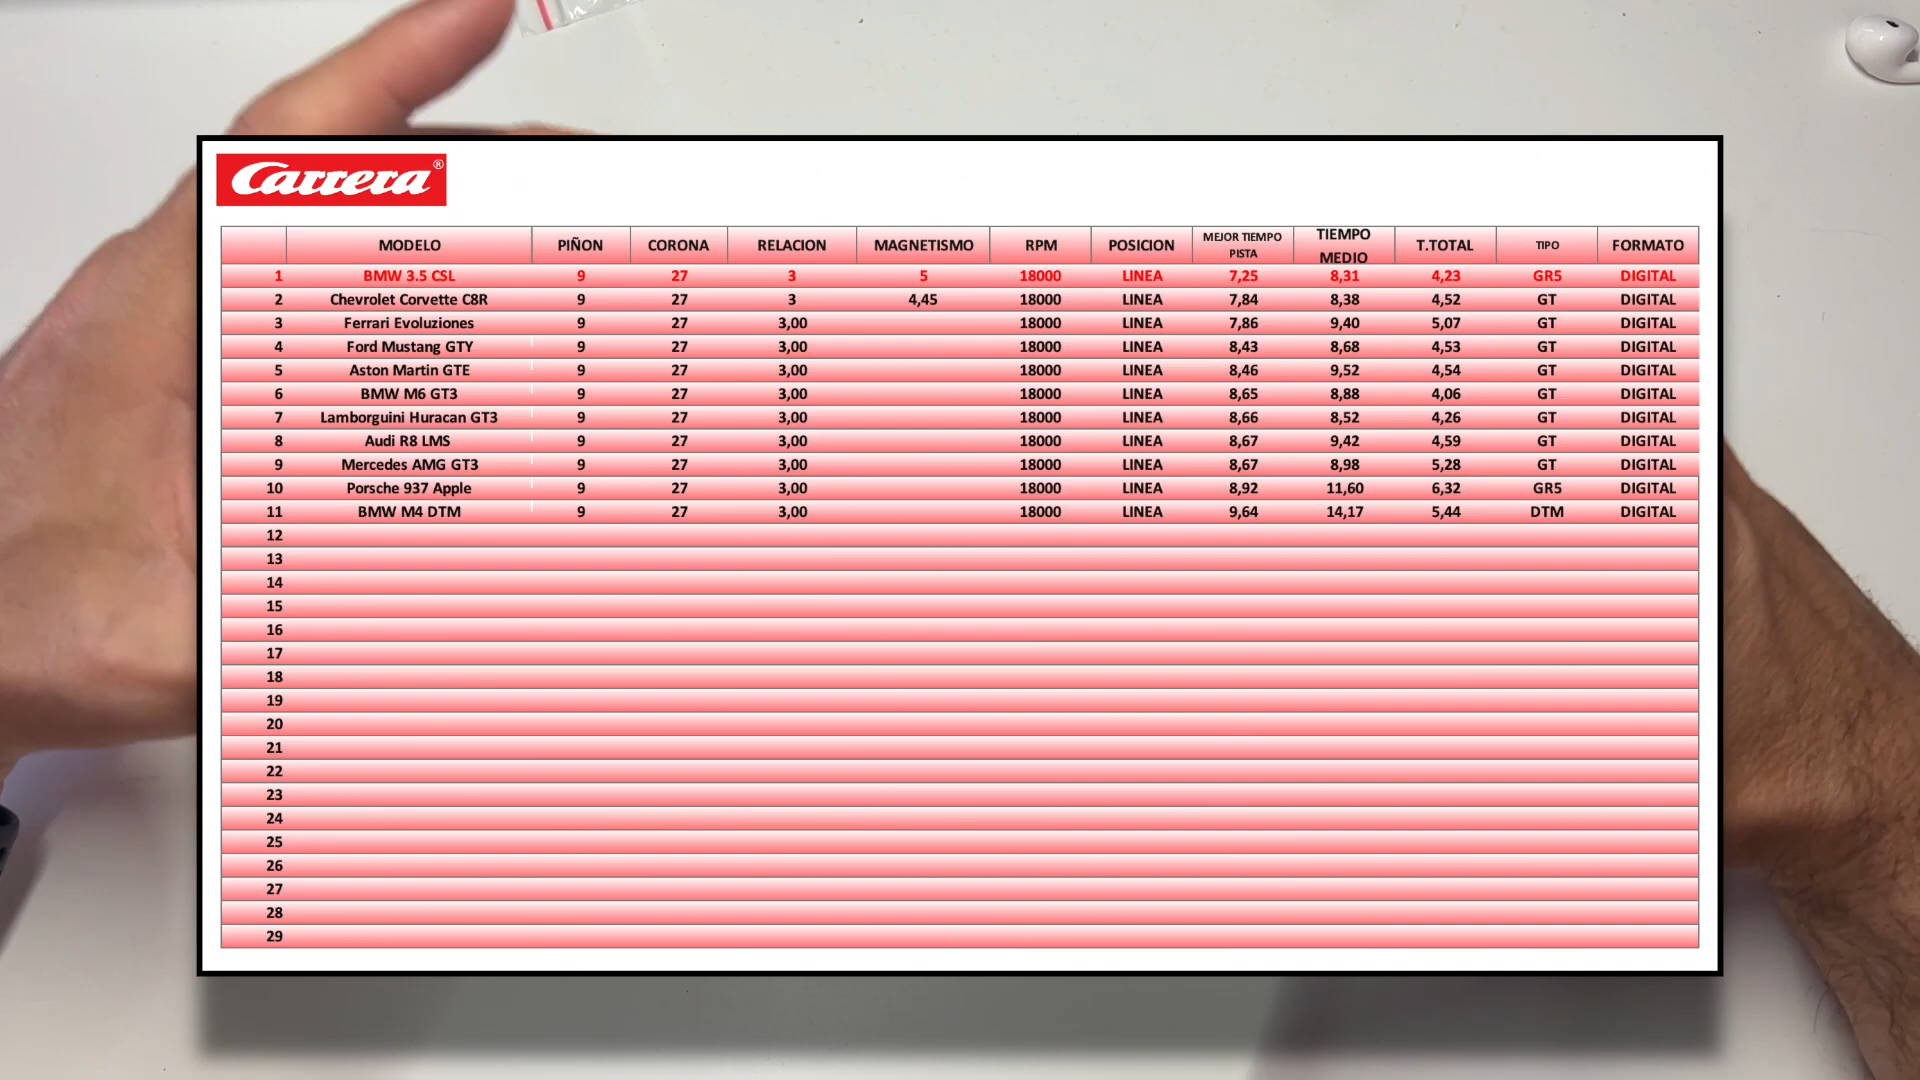 Carrera®
MODELO PIÑON CORONA RELACION MAGNETISMO RPM POSICION MEJOR TIEMPO PISTA TIEMPO MEDIO T.TOTAL TIPO FORMATO
1 BMW 3.5 CSL 9 27 3 5 18000 LINEA 7,25 8,31 4,23 GR5 DIGITAL
2 Chevrolet Corvette C8R 9 27 3 4,45 18000 LINEA 7,84 8,38 4,52 GT DIGITAL
3 Ferrari Evoluziones 9 27 3,00 18000 LINEA 7,86 9,40 5,07 GT DIGITAL
4 Ford Mustang GTY 9 27 3,00 18000 LINEA 8,43 8,68 4,53 GT DIGITAL
5 Aston Martin GTE 9 27 3,00 18000 LINEA 8,46 9,52 4,54 GT DIGITAL
6 BMW M6 GT3 9 27 3,00 18000 LINEA 8,65 8,88 4,06 GT DIGITAL
7 Lamborguini Huracan GT3 9 27 3,00 18000 LINEA 8,66 8,52 4,26 GT DIGITAL
8 Audi R8 LMS 9 27 3,00 18000 LINEA 8,67 9,42 4,59 GT DIGITAL
9 Mercedes AMG GT3 9 27 3,00 18000 LINEA 8,67 8,98 5,28 GT DIGITAL
10 Porsche 937 Apple 9 27 3,00 18000 LINEA 8,92 11,60 6,32 GR5 DIGITAL
11 BMW M4 DTM 9 27 3,00 18000 LINEA 9,64 14,17 5,44 DTM DIGITAL
12
13
14
15
16
17
18
19
20
21
22
23
24
25
26
27
28
29